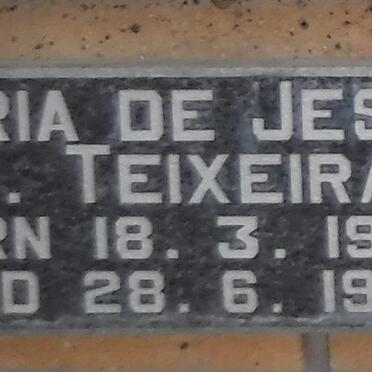 RIA DE JES
. TEIXEIRA
RN 18. 3. 19
D 28. 6. 19